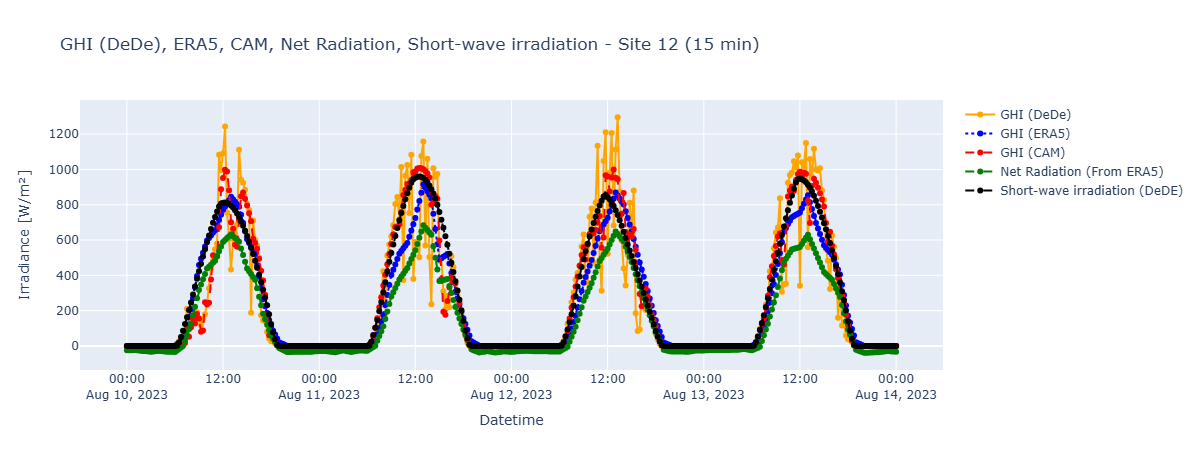 GHI (DeDe), ERA5, CAM, Net Radiation, Short-wave irradiation - Site 12 (15 min)
GHI (DeDe)
GHI (ERA5)
GHI (CAM)
Net Radiation (From ERA5)
Short-wave irradiation (DeDE)
Irradiance [W/m²]
1200
1000
800
600
400
200
0
00:00 12:00 00:00 12:00 00:00 12:00 00:00 12:00 00:00
Aug 10, 2023 Aug 11, 2023 Aug 12, 2023 Aug 13, 2023 Aug 14, 2023
Datetime